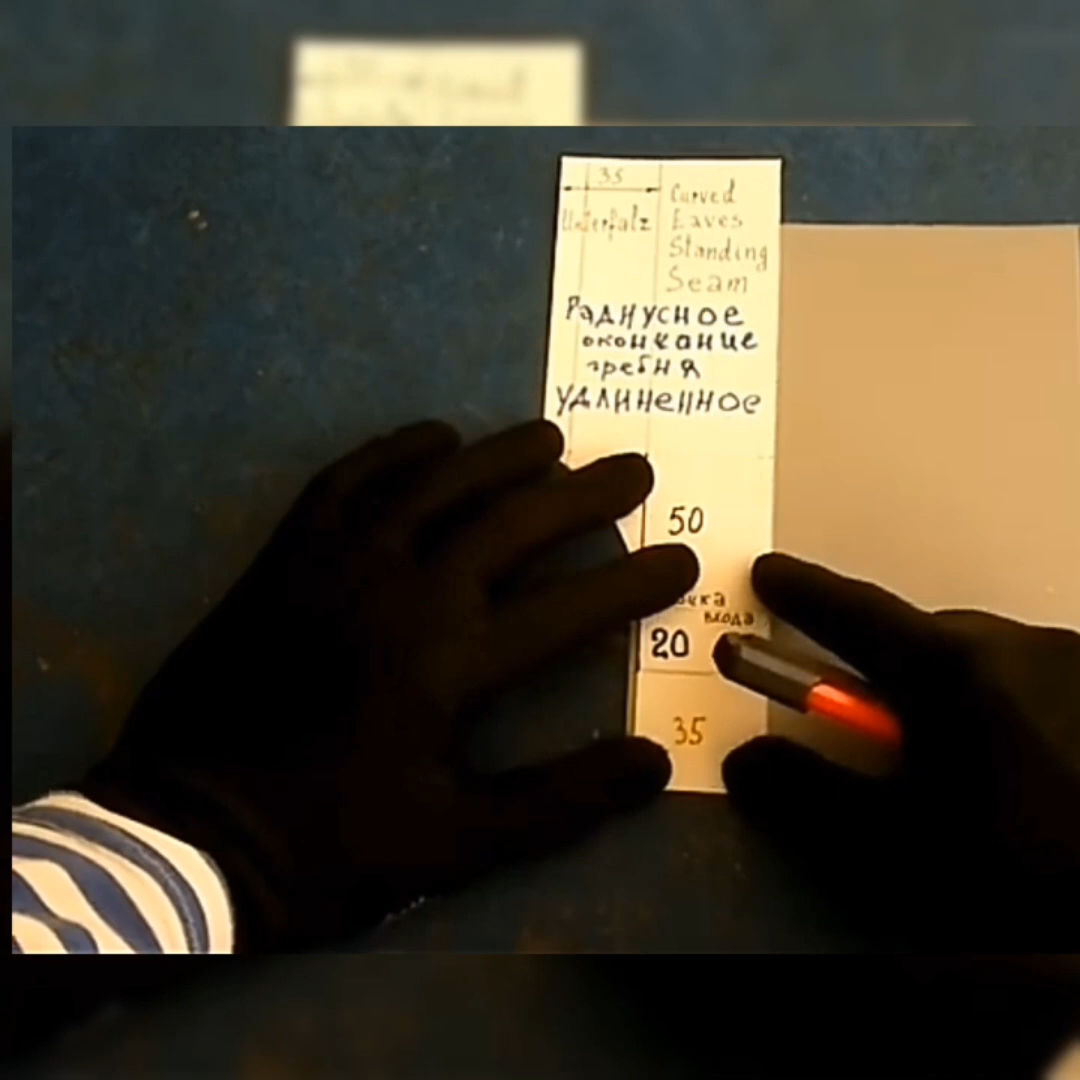 35
Curved
Unterfalz Eaves
Standing
Seam
Радиусное
окончание
гребня
Удлиненное
50
входа
20
35